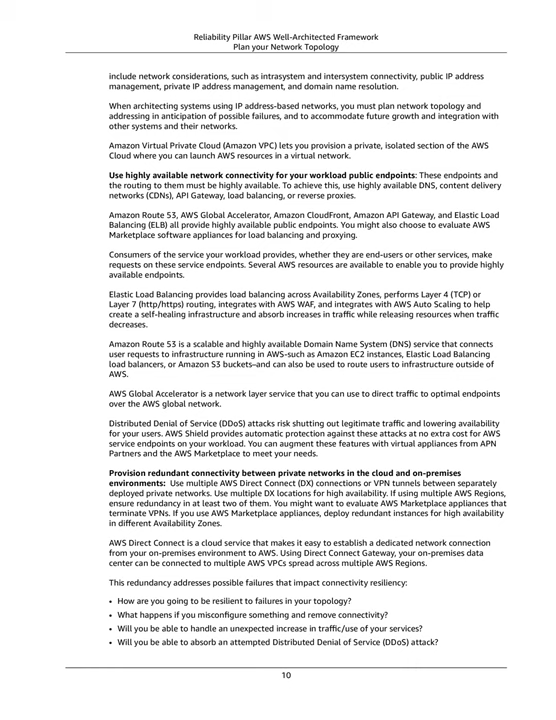 Reliability Pillar AWS Well-Architected Framework
Plan your Network Topology
include network considerations, such as intrasystem and intersystem connectivity, public IP address
management, private IP address management, and domain name resolution.
When architecting systems using IP address-based networks, you must plan network topology and
addressing in anticipation of possible failures, and to accommodate future growth and integration with
other systems and their networks.
Amazon Virtual Private Cloud (Amazon VPC) lets you provision a private, isolated section of the AWS
Cloud where you can launch AWS resources in a virtual network.
Use highly available network connectivity for your workload public endpoints: These endpoints and
the routing to them must be highly available. To achieve this, use highly available DNS, content delivery
networks (CDNs), API Gateway, load balancing, or reverse proxies.
Amazon Route 53, AWS Global Accelerator, Amazon CloudFront, Amazon API Gateway, and Elastic Load
Balancing (ELB) all provide highly available public endpoints. You might also choose to evaluate AWS
Marketplace software appliances for load balancing and proxying.
Consumers of the service your workload provides, whether they are end-users or other services, make
requests on these service endpoints. Several AWS resources are available to enable you to provide highly
available endpoints.
Elastic Load Balancing provides load balancing across Availability Zones, performs Layer 4 (TCP) or
Layer 7 (http/https) routing, integrates with AWS WAF, and integrates with AWS Auto Scaling to help
create a self-healing infrastructure and absorb increases in traffic while releasing resources when traffic
decreases.
Amazon Route 53 is a scalable and highly available Domain Name System (DNS) service that connects
user requests to infrastructure running in AWS-such as Amazon EC2 instances, Elastic Load Balancing
load balancers, or Amazon S3 buckets–and can also be used to route users to infrastructure outside of
AWS.
AWS Global Accelerator is a network layer service that you can use to direct traffic to optimal endpoints
over the AWS global network.
Distributed Denial of Service (DDoS) attacks risk shutting out legitimate traffic and lowering availability
for your users. AWS Shield provides automatic protection against these attacks at no extra cost for AWS
service endpoints on your workload. You can augment these features with virtual appliances from APN
Partners and the AWS Marketplace to meet your needs.
Provision redundant connectivity between private networks in the cloud and on-premises
environments: Use multiple AWS Direct Connect (DX) connections or VPN tunnels between separately
deployed private networks. Use multiple DX locations for high availability. If using multiple AWS Regions,
ensure redundancy in at least two of them. You might want to evaluate AWS Marketplace appliances that
terminate VPNs. If you use AWS Marketplace appliances, deploy redundant instances for high availability
in different Availability Zones.
AWS Direct Connect is a cloud service that makes it easy to establish a dedicated network connection
from your on-premises environment to AWS. Using Direct Connect Gateway, your on-premises data
center can be connected to multiple AWS VPCs spread across multiple AWS Regions.
This redundancy addresses possible failures that impact connectivity resiliency:
• How are you going to be resilient to failures in your topology?
• What happens if you misconfigure something and remove connectivity?
• Will you be able to handle an unexpected increase in traffic/use of your services?
• Will you be able to absorb an attempted Distributed Denial of Service (DDoS) attack?
10